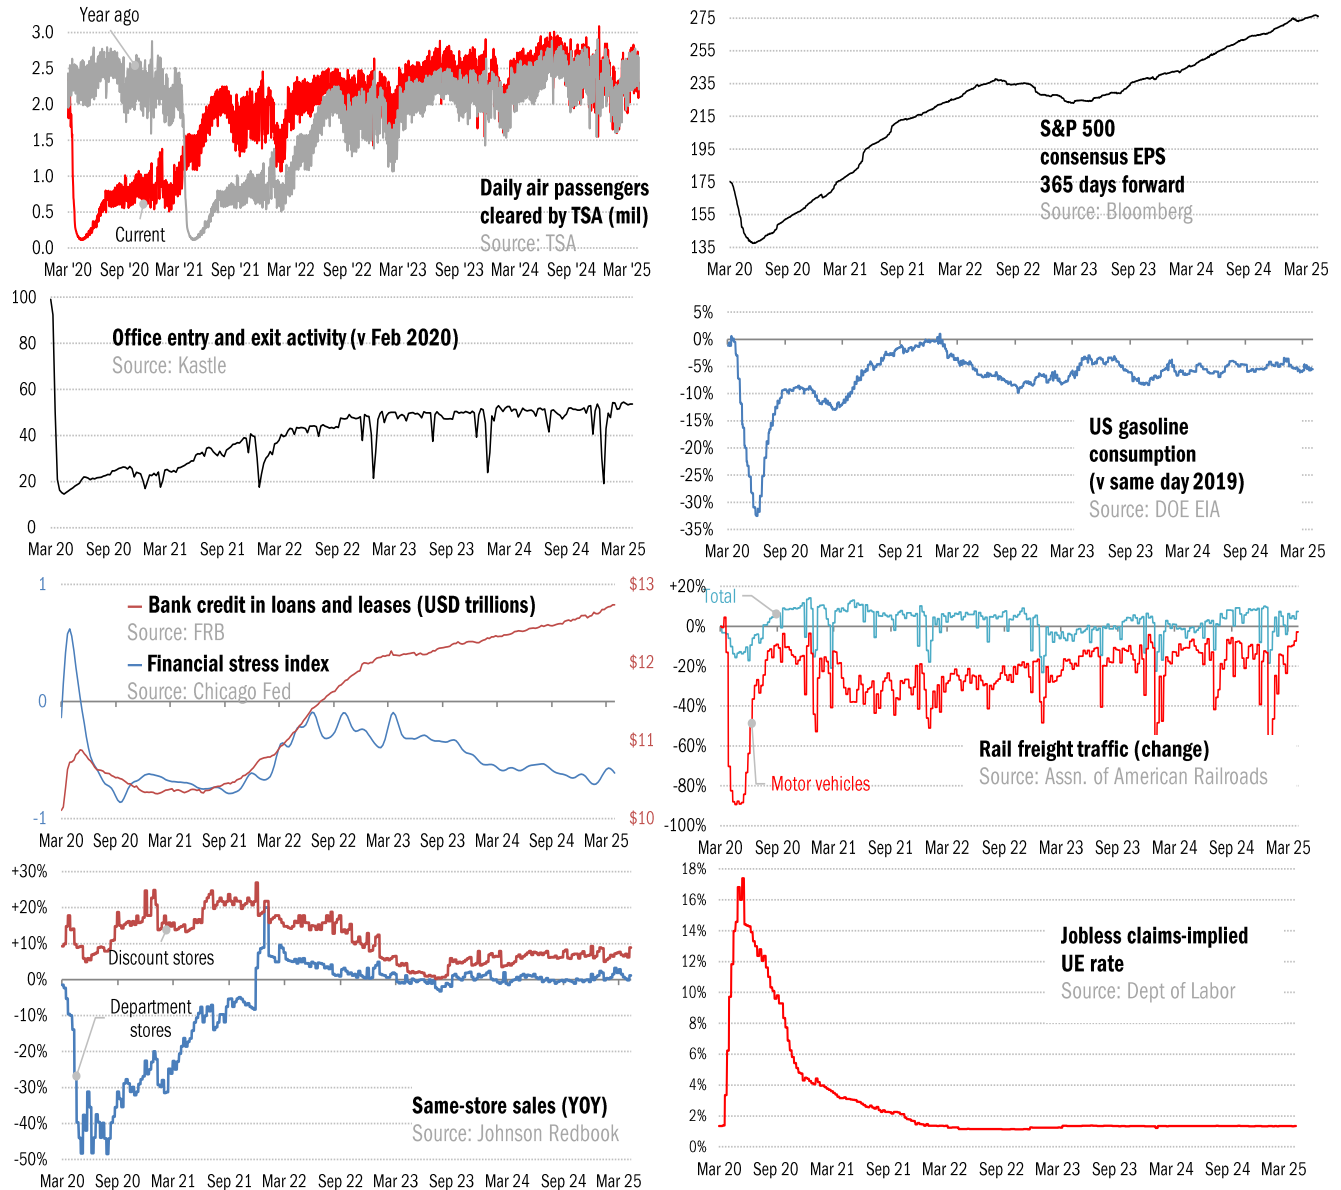 Year ago
3.0
2.5
2.0
1.5
1.0
0.5
0.0
Current
Daily air passengers
cleared by TSA (mil)
Source: TSA
Mar '20 Sep '20 Mar '21 Sep '21 Mar '22 Sep '22 Mar '23 Sep '23 Mar '24 Sep '24 Mar '25
275
255
235
215
195
175
155
135
S&P 500
consensus EPS
365 days forward
Source: Bloomberg
Mar 20 Sep 20 Mar 21 Sep 21 Mar 22 Sep 22 Mar 23 Sep 23 Mar 24 Sep 24 Mar 25
100
80
60
40
20
0
Office entry and exit activity (v Feb 2020)
Source: Kastle
Mar 20 Sep 20 Mar 21 Sep 21 Mar 22 Sep 22 Mar 23 Sep 23 Mar 24 Sep 24 Mar 25
5%
0%
-5%
-10%
-15%
-20%
-25%
-30%
-35%
US gasoline
consumption
(v same day 2019)
Source: DOE EIA
Mar 20 Sep 20 Mar 21 Sep 21 Mar 22 Sep 22 Mar 23 Sep 23 Mar 24 Sep 24 Mar 25
1
0
-1
Bank credit in loans and leases (USD trillions)
Source: FRB
Financial stress index
Source: Chicago Fed
$13
$12
$11
$10
Mar 20 Sep 20 Mar 21 Sep 21 Mar 22 Sep 22 Mar 23 Sep 23 Mar 24 Sep 24 Mar 25
+20%
0%
-20%
-40%
-60%
-80%
-100%
Total
Motor vehicles
Rail freight traffic (change)
Source: Assn. of American Railroads
Mar 20 Sep 20 Mar 21 Sep 21 Mar 22 Sep 22 Mar 23 Sep 23 Mar 24 Sep 24 Mar 25
+30%
+20%
+10%
0%
-10%
-20%
-30%
-40%
-50%
Discount stores
Department
stores
Same-store sales (YOY)
Source: Johnson Redbook
Mar 20 Sep 20 Mar 21 Sep 21 Mar 22 Sep 22 Mar 23 Sep 23 Mar 24 Sep 24 Mar 25
18%
16%
14%
12%
10%
8%
6%
4%
2%
0%
Jobless claims-implied
UE rate
Source: Dept of Labor
Mar 20 Sep 20 Mar 21 Sep 21 Mar 22 Sep 22 Mar 23 Sep 23 Mar 24 Sep 24 Mar 25